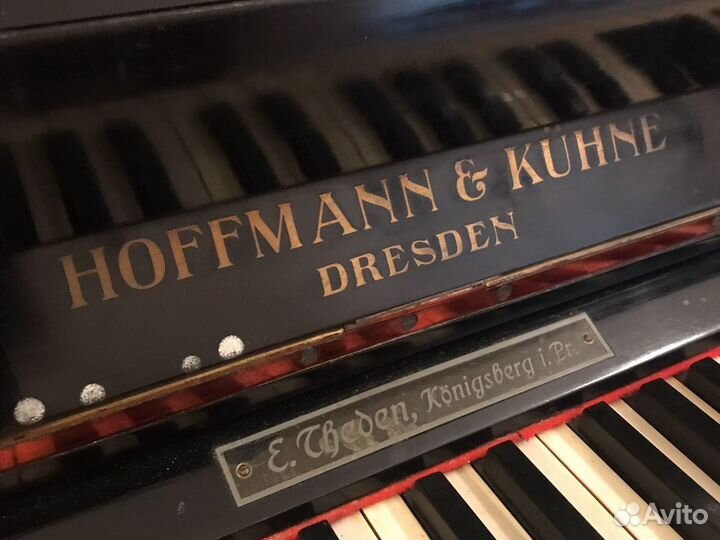 HOFFMANN & KÜHNE
DRESDEN
E. Theden, Königsberg i. Pr.
Avito